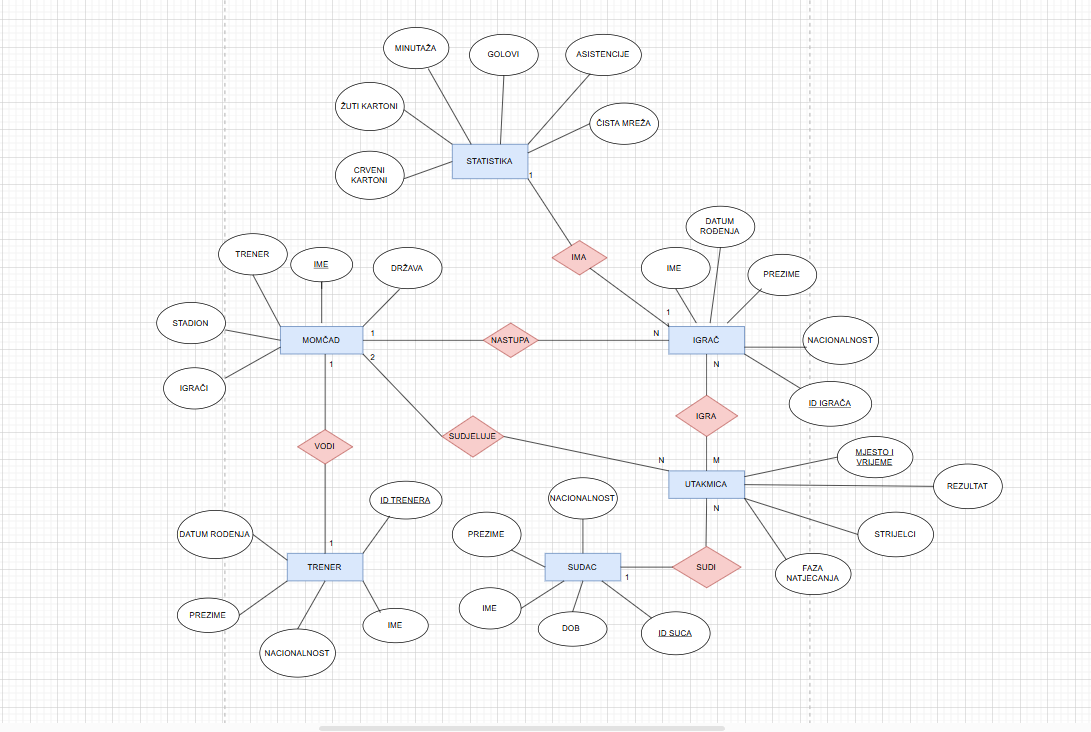 MINUTAŽA
GOLOVI
ASISTENCIJE
ŽUTI KARTONI
ČISTA MREŽA
STATISTIKA
CRVENI
KARTONI
1
DATUM
ROĐENJA
TRENER
IME
DRŽAVA
IMA
IME
PREZIME
STADION
1
MOMČAD
1
NASTUPA
N
IGRAČ
NACIONALNOST
2
1
N
IGRAČI
ID IGRAČA
IGRA
VODI
SUDJELUJE
N
M
MJESTO I
VRIJEME
UTAKMICA
REZULTAT
ID TRENERA
NACIONALNOST
N
DATUM ROĐENJA
PREZIME
STRIJELCI
1
TRENER
SUDAC
1
SUDI
FAZA
NATJECANJA
PREZIME
IME
IME
DOB
ID SUCA
NACIONALNOST